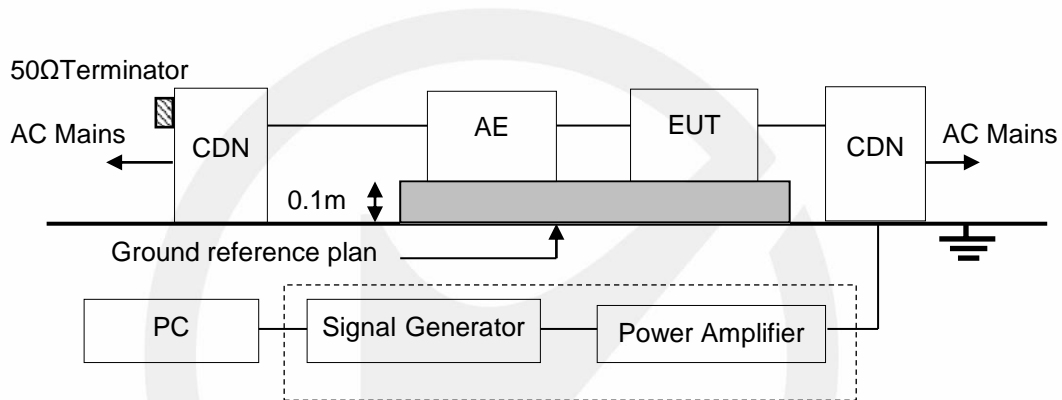 50ΩTerminator
AC Mains
CDN
AE
EUT
CDN
AC Mains
0.1m
Ground reference plan
PC
Signal Generator
Power Amplifier